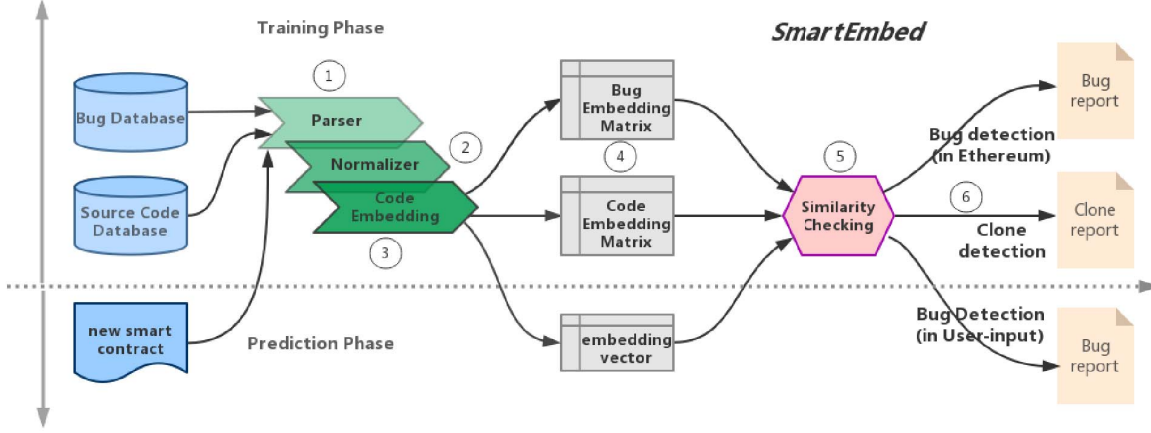 Training Phase
SmartEmbed
1
Bug Database
Parser
2
Normalizer
Source Code
Database
Code
Embedding
3
Bug
Embedding
Matrix
4
Code
Embedding
Matrix
5
Similarity
Checking
Bug detection
(in Ethereum)
6
Clone
detection
Bug
report
Clone
report
new smart
contract
Prediction Phase
embedding
vector
Bug Detection
(in User-input)
Bug
report